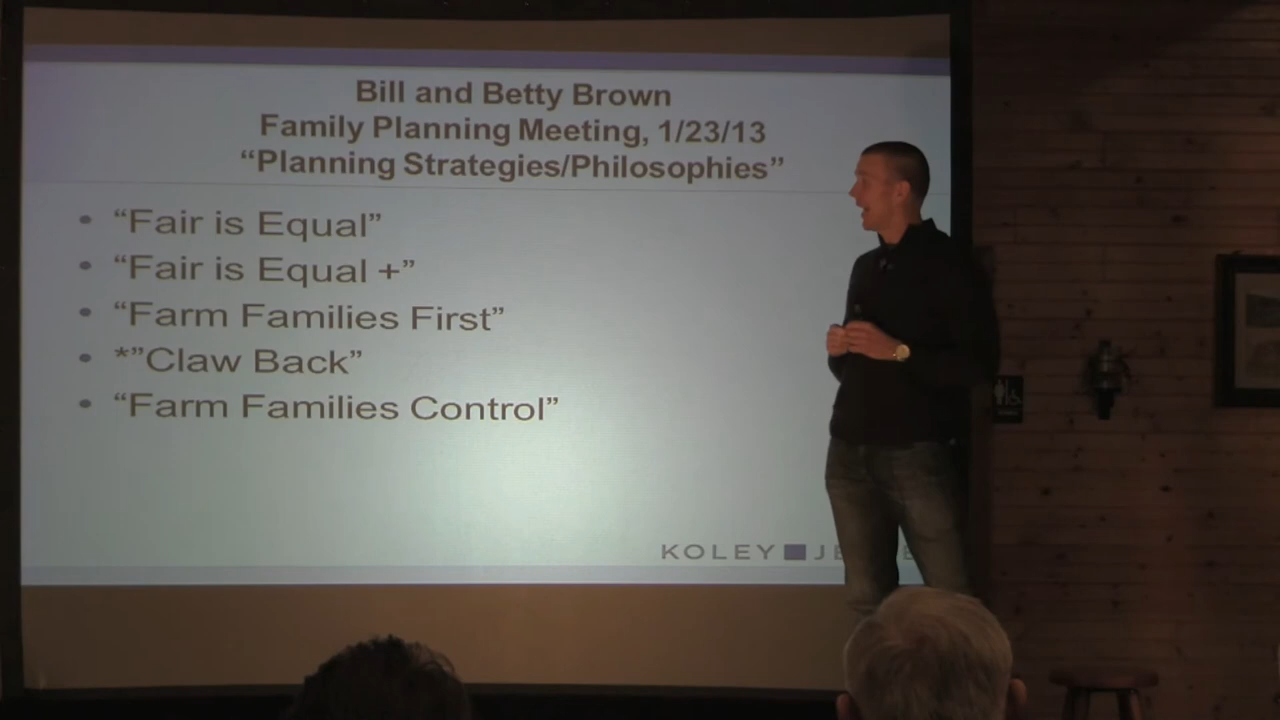 Bill and Betty Brown
Family Planning Meeting, 1/23/13
“Planning Strategies/Philosophies”
• “Fair is Equal”
• “Fair is Equal +”
• “Farm Families First”
• *”Claw Back”
• “Farm Families Control”
KOLEY